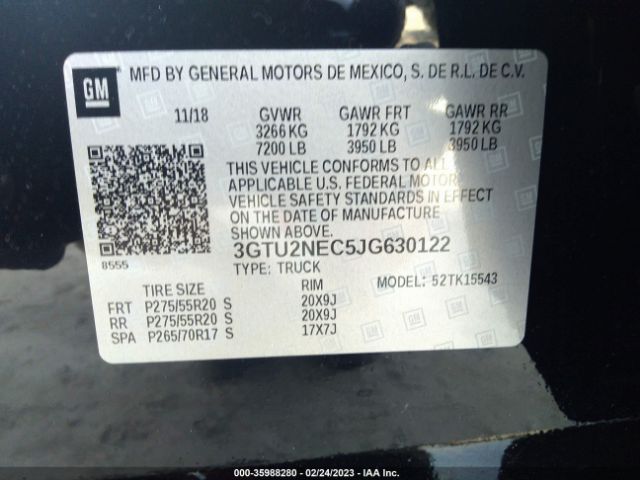 GM
MFD BY GENERAL MOTORS DE MEXICO, S. DE R.L. DE C.V.
11/18 GVWR GAWR FRT GAWR RR
3266 KG 1792 KG 1792 KG
7200 LB 3950 LB 3950 LB
THIS VEHICLE CONFORMS TO ALL
APPLICABLE U.S. FEDERAL MOTOR
VEHICLE SAFETY STANDARDS IN EFFECT
ON THE DATE OF MANUFACTURE
SHOWN ABOVE.
8555 3GTU2NEC5JG630122
TYPE: TRUCK
MODEL: 52TK15543
TIRE SIZE RIM
FRT P275/55R20 S 20X9J
RR P275/55R20 S 20X9J
SPA P265/70R17 S 17X7J
000-35988280 - 02/24/2023 - IAA Inc.